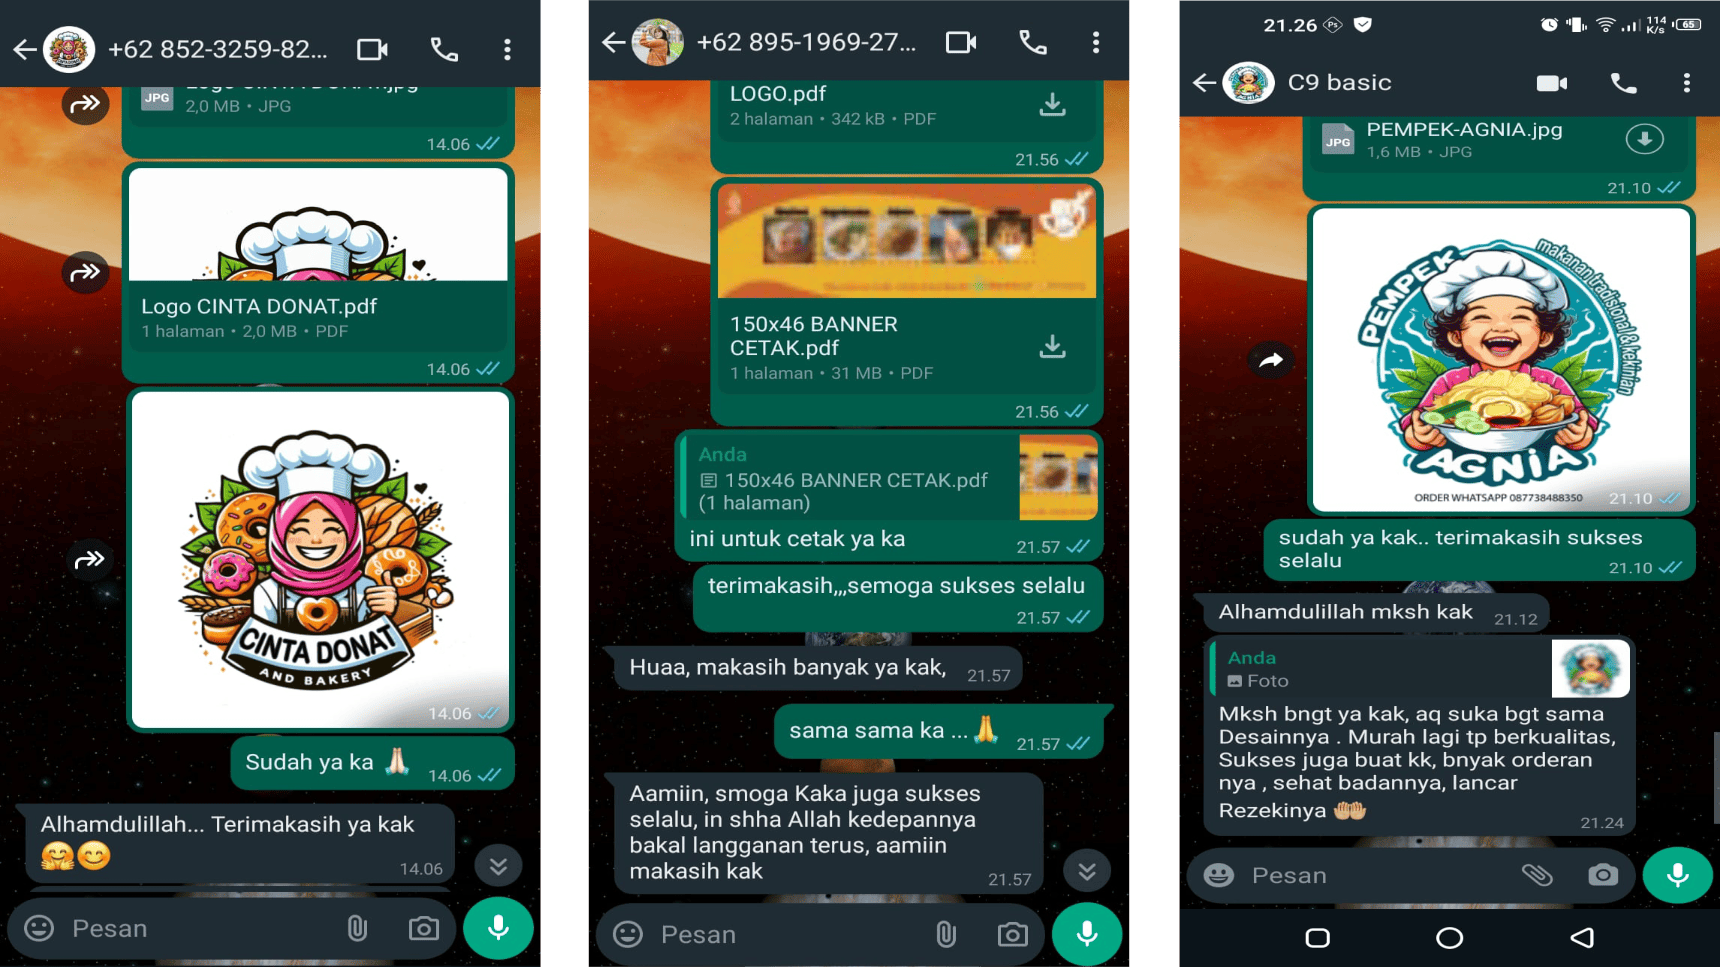 +62 852-3259-82...
JPG
Logo CINTA DONAT.jpg
2,0 MB • JPG
14.06
Logo CINTA DONAT.pdf
1 halaman • 2,0 MB • PDF
14.06
CINTA DONAT
AND BAKERY
14.06
Sudah ya ka 🙏🏻
14.06
Alhamdulillah... Terimakasih ya kak
🤗😊
14.06
Pesan
+62 895-1969-27...
LOGO.pdf
2 halaman • 342 kB • PDF
21.56
150x46 BANNER
CETAK.pdf
1 halaman • 31 MB • PDF
21.56
Anda
150x46 BANNER CETAK.pdf
(1 halaman)
ini untuk cetak ya ka
21.57
terimakasih,,,semoga sukses selalu
21.57
Huaa, makasih banyak ya kak,
21.57
sama sama ka ...🙏
21.57
Aamiin, smoga Kaka juga sukses
selalu, in shha Allah kedepannya
bakal langganan terus, aamiin
makasih kak
21.57
Pesan
21.26
Ps
114
K/s
65
C9 basic
JPG
PEMPEK-AGNIA.jpg
1,6 MB • JPG
21.10
PEMPEK
makanan tradisional & kekinian
AGNIA
ORDER WHATSAPP 087738488350
21.10
sudah ya kak.. terimakasih sukses
selalu
21.10
Alhamdulillah mksh kak
21.12
Anda
Foto
Mksh bngt ya kak, aq suka bgt sama
Desainnya . Murah lagi tp berkualitas,
Sukses juga buat kk, bnyak orderan
nya , sehat badannya, lancar
Rezekinya 🤲🏼
21.24
Pesan